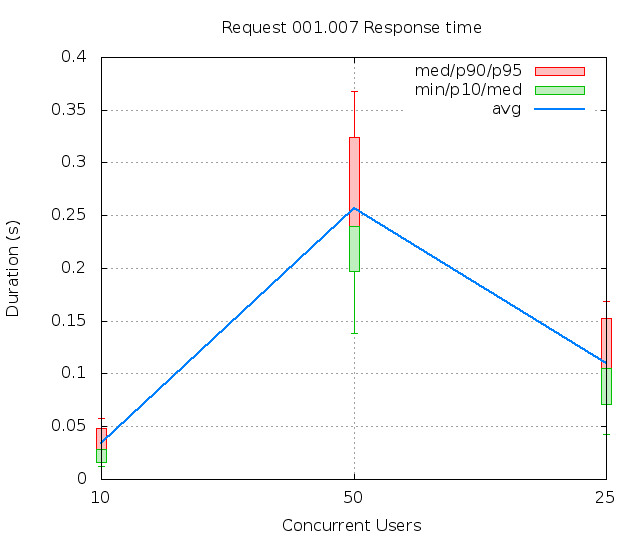 Request 001.007 Response time
0.4
0.35
0.3
0.25
0.2
0.15
0.1
0.05
0
med/p90/p95
min/p10/med
avg
Duration (s)
10
50
25
Concurrent Users